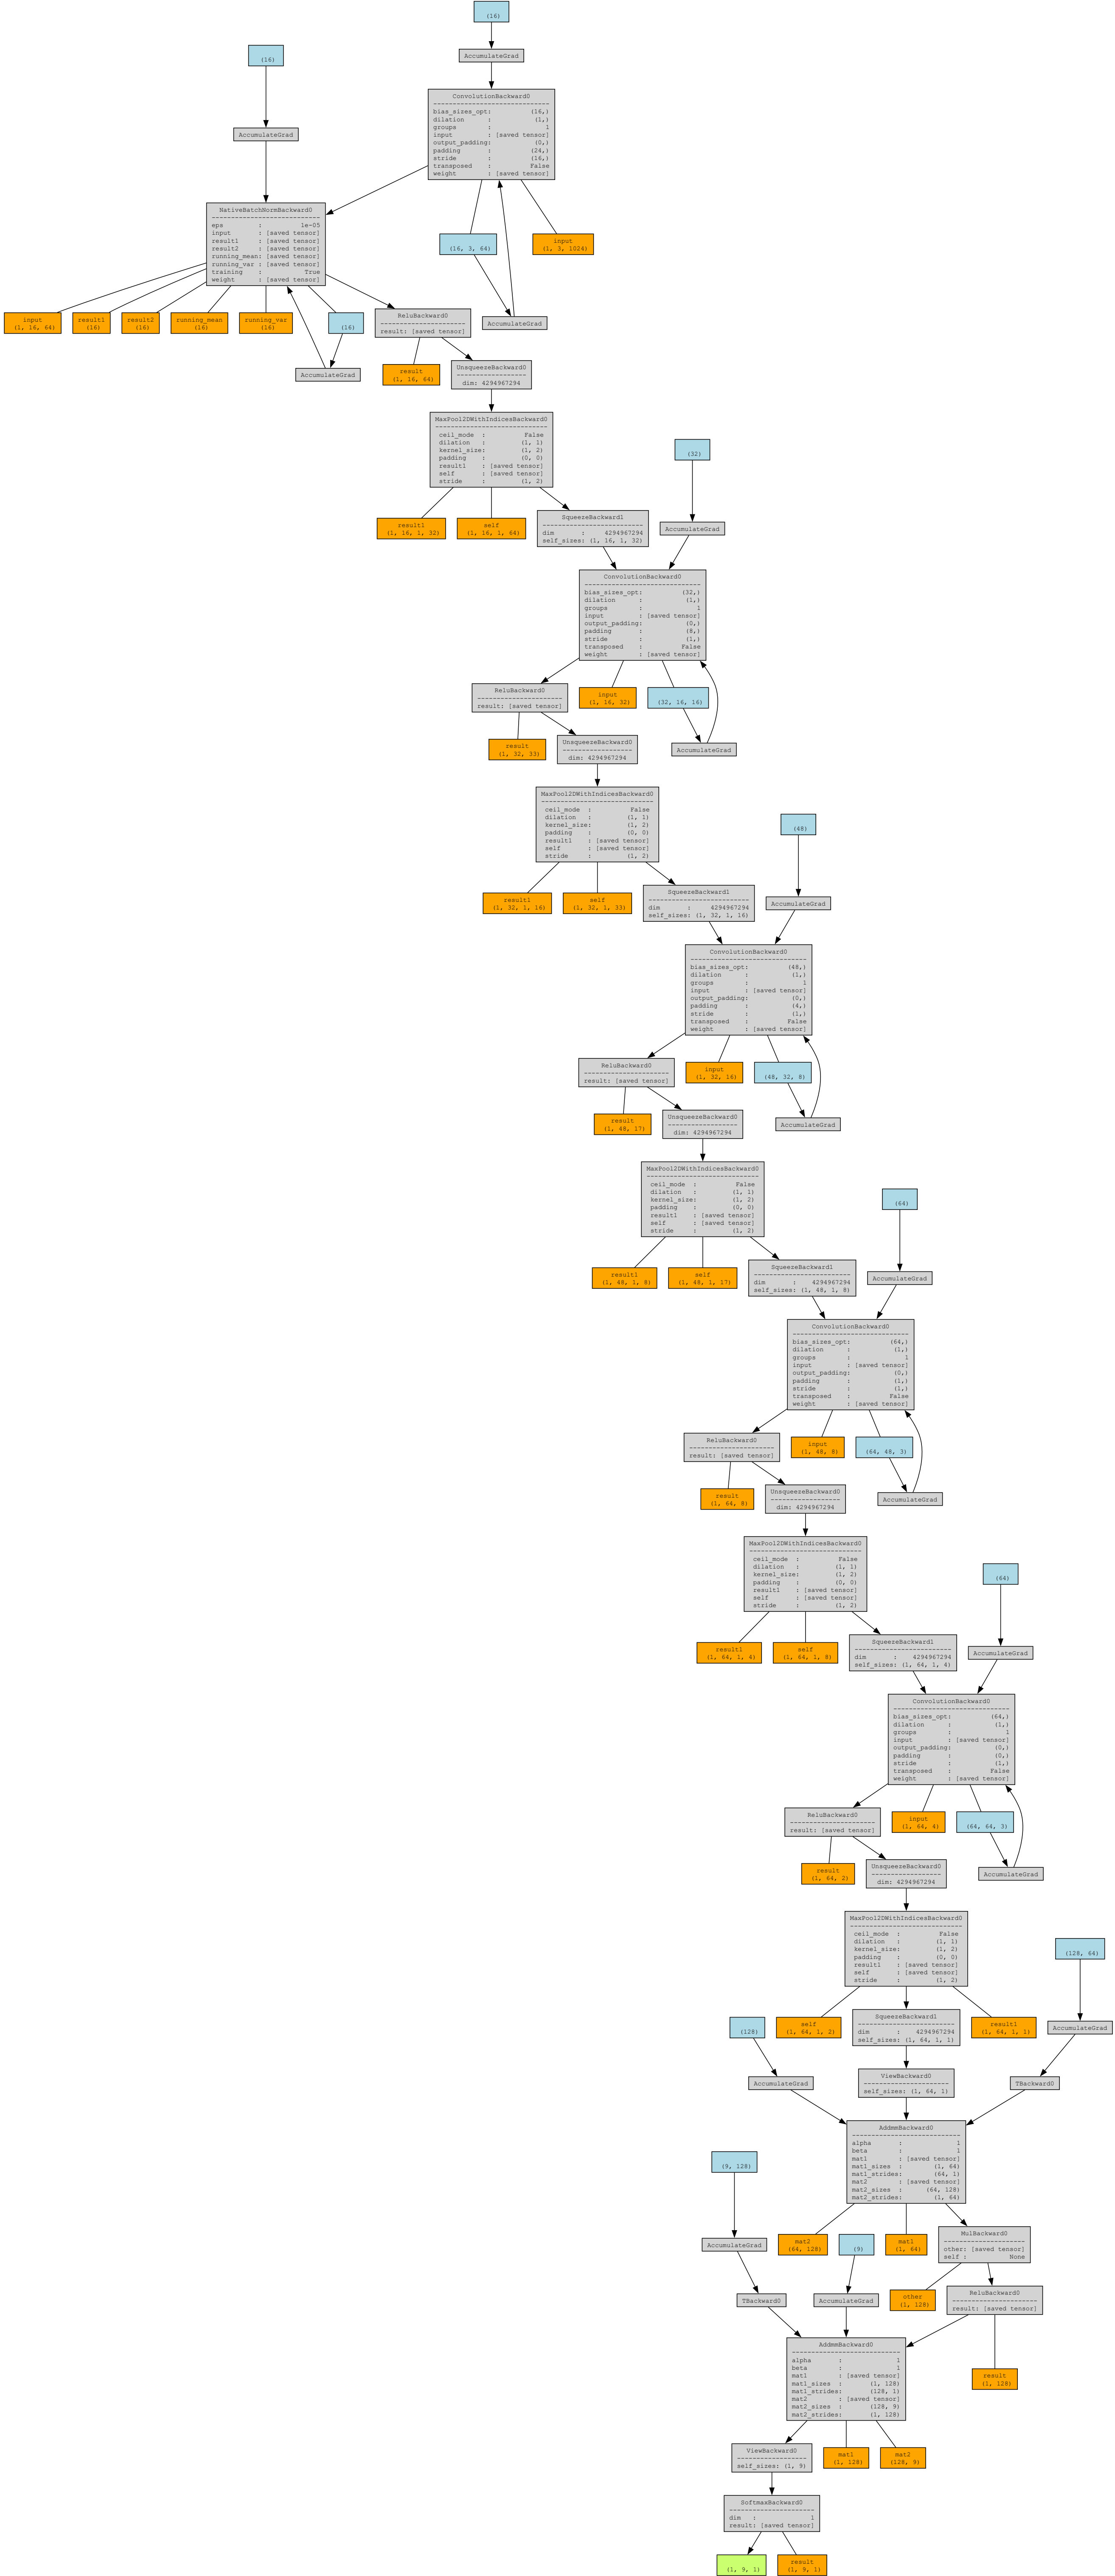 (16)
AccumulateGrad
(16)
AccumulateGrad
ConvolutionBackward0
------------------------------
bias_sizes_opt: (16,)
dilation : (1,)
groups : 1
input : [saved tensor]
output_padding: (0,)
padding : (24,)
stride : (16,)
transposed : False
weight : [saved tensor]
NativeBatchNormBackward0
----------------------------
eps : 1e-05
input : [saved tensor]
result1 : [saved tensor]
result2 : [saved tensor]
running_mean: [saved tensor]
running_var : [saved tensor]
training : True
weight : [saved tensor]
(16, 3, 64)
input
(1, 3, 1024)
input
(1, 16, 64)
result1
(16)
result2
(16)
running_mean
(16)
running_var
(16)
(16)
AccumulateGrad
ReluBackward0
----------------------
result: [saved tensor]
AccumulateGrad
result
(1, 16, 64)
UnsqueezeBackward0
------------------
dim: 4294967294
MaxPool2DWithIndicesBackward0
-----------------------------
ceil_mode : False
dilation : (1, 1)
kernel_size: (1, 2)
padding : (0, 0)
result1 : [saved tensor]
self : [saved tensor]
stride : (1, 2)
(32)
result1
(1, 16, 1, 32)
self
(1, 16, 1, 64)
SqueezeBackward1
--------------------------
dim : 4294967294
self_sizes: (1, 16, 1, 32)
AccumulateGrad
ConvolutionBackward0
------------------------------
bias_sizes_opt: (32,)
dilation : (1,)
groups : 1
input : [saved tensor]
output_padding: (0,)
padding : (8,)
stride : (1,)
transposed : False
weight : [saved tensor]
ReluBackward0
----------------------
result: [saved tensor]
input
(1, 16, 32)
(32, 16, 16)
result
(1, 32, 33)
UnsqueezeBackward0
------------------
dim: 4294967294
AccumulateGrad
MaxPool2DWithIndicesBackward0
-----------------------------
ceil_mode : False
dilation : (1, 1)
kernel_size: (1, 2)
padding : (0, 0)
result1 : [saved tensor]
self : [saved tensor]
stride : (1, 2)
(48)
result1
(1, 32, 1, 16)
self
(1, 32, 1, 33)
SqueezeBackward1
--------------------------
dim : 4294967294
self_sizes: (1, 32, 1, 16)
AccumulateGrad
ConvolutionBackward0
------------------------------
bias_sizes_opt: (48,)
dilation : (1,)
groups : 1
input : [saved tensor]
output_padding: (0,)
padding : (4,)
stride : (1,)
transposed : False
weight : [saved tensor]
ReluBackward0
----------------------
result: [saved tensor]
input
(1, 32, 16)
(48, 32, 8)
result
(1, 48, 17)
UnsqueezeBackward0
------------------
dim: 4294967294
AccumulateGrad
MaxPool2DWithIndicesBackward0
-----------------------------
ceil_mode : False
dilation : (1, 1)
kernel_size: (1, 2)
padding : (0, 0)
result1 : [saved tensor]
self : [saved tensor]
stride : (1, 2)
(64)
result1
(1, 48, 1, 8)
self
(1, 48, 1, 17)
SqueezeBackward1
-------------------------
dim : 4294967294
self_sizes: (1, 48, 1, 8)
AccumulateGrad
ConvolutionBackward0
------------------------------
bias_sizes_opt: (64,)
dilation : (1,)
groups : 1
input : [saved tensor]
output_padding: (0,)
padding : (1,)
stride : (1,)
transposed : False
weight : [saved tensor]
ReluBackward0
----------------------
result: [saved tensor]
input
(1, 48, 8)
(64, 48, 3)
result
(1, 64, 8)
UnsqueezeBackward0
------------------
dim: 4294967294
AccumulateGrad
MaxPool2DWithIndicesBackward0
-----------------------------
ceil_mode : False
dilation : (1, 1)
kernel_size: (1, 2)
padding : (0, 0)
result1 : [saved tensor]
self : [saved tensor]
stride : (1, 2)
(64)
result1
(1, 64, 1, 4)
self
(1, 64, 1, 8)
SqueezeBackward1
-------------------------
dim : 4294967294
self_sizes: (1, 64, 1, 4)
AccumulateGrad
ConvolutionBackward0
------------------------------
bias_sizes_opt: (64,)
dilation : (1,)
groups : 1
input : [saved tensor]
output_padding: (0,)
padding : (0,)
stride : (1,)
transposed : False
weight : [saved tensor]
ReluBackward0
----------------------
result: [saved tensor]
input
(1, 64, 4)
(64, 64, 3)
result
(1, 64, 2)
UnsqueezeBackward0
------------------
dim: 4294967294
AccumulateGrad
MaxPool2DWithIndicesBackward0
-----------------------------
ceil_mode : False
dilation : (1, 1)
kernel_size: (1, 2)
padding : (0, 0)
result1 : [saved tensor]
self : [saved tensor]
stride : (1, 2)
(128, 64)
(128)
self
(1, 64, 1, 2)
SqueezeBackward1
-------------------------
dim : 4294967294
self_sizes: (1, 64, 1, 1)
result1
(1, 64, 1, 1)
AccumulateGrad
AccumulateGrad
ViewBackward0
----------------------
self_sizes: (1, 64, 1)
TBackward0
AddmmBackward0
----------------------------
alpha : 1
beta : 1
mat1 : [saved tensor]
mat1_sizes : (1, 64)
mat1_strides: (64, 1)
mat2 : [saved tensor]
mat2_sizes : (64, 128)
mat2_strides: (1, 64)
(9, 128)
AccumulateGrad
mat2
(64, 128)
(9)
mat1
(1, 64)
MulBackward0
---------------------
other: [saved tensor]
self : None
TBackward0
AccumulateGrad
other
(1, 128)
ReluBackward0
----------------------
result: [saved tensor]
AddmmBackward0
----------------------------
alpha : 1
beta : 1
mat1 : [saved tensor]
mat1_sizes : (1, 128)
mat1_strides: (128, 1)
mat2 : [saved tensor]
mat2_sizes : (128, 9)
mat2_strides: (1, 128)
result
(1, 128)
ViewBackward0
------------------
self_sizes: (1, 9)
mat1
(1, 128)
mat2
(128, 9)
SoftmaxBackward0
----------------------
dim : 1
result: [saved tensor]
(1, 9, 1)
result
(1, 9, 1)